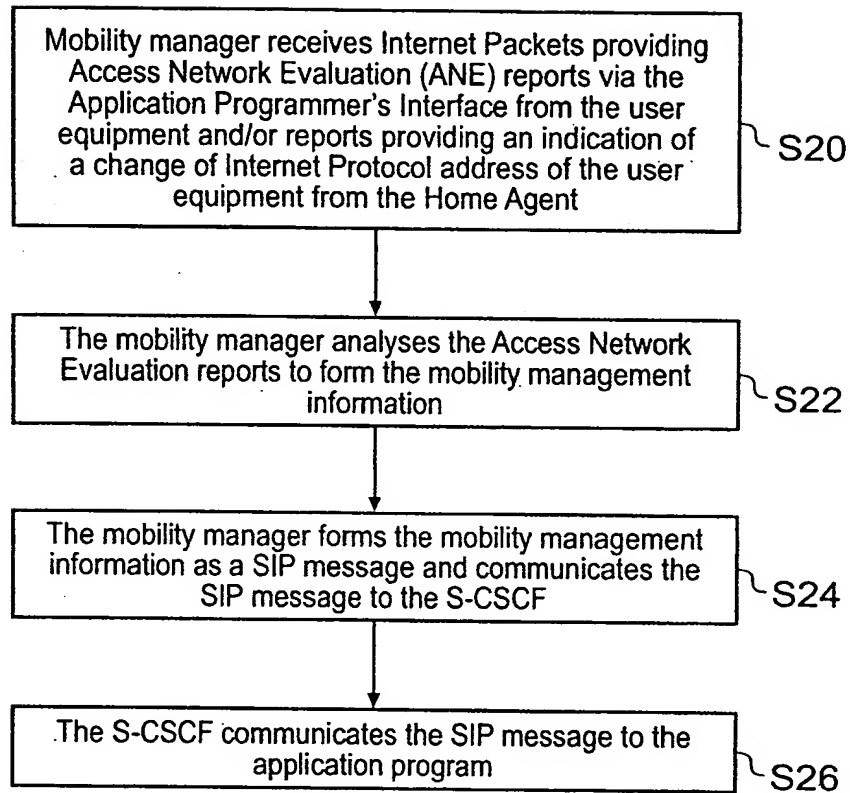 Mobility manager receives Internet Packets providing
Access Network Evaluation (ANE) reports via the
Application Programmer's Interface from the user
equipment and/or reports providing an indication of
a change of Internet Protocol address of the user
equipment from the Home Agent
S20
The mobility manager analyses the Access Network
Evaluation reports to form the mobility management
information
S22
The mobility manager forms the mobility management
information as a SIP message and communicates the
SIP message to the S-CSCF
S24
The S-CSCF communicates the SIP message to the
application program
S26